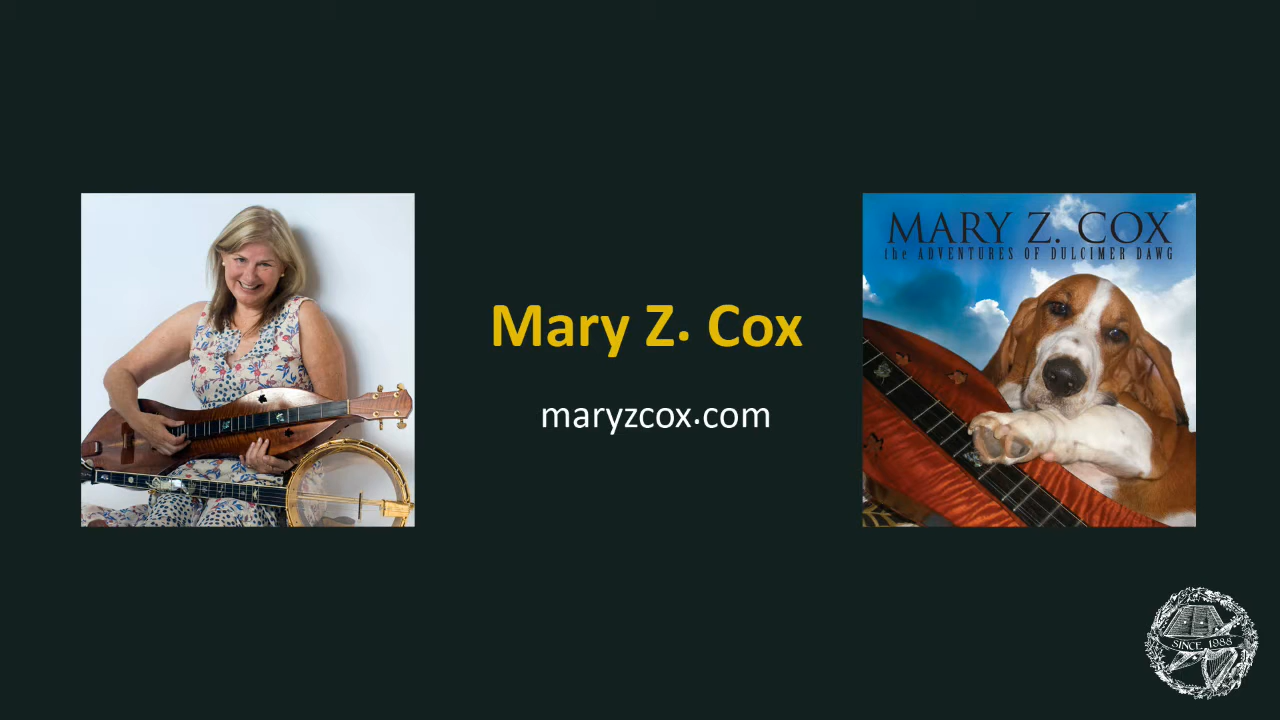 Mary Z. Cox
maryzcox.com
MARY Z. COX
the ADVENTURES OF DULCIMER DAWG
SINCE 1988